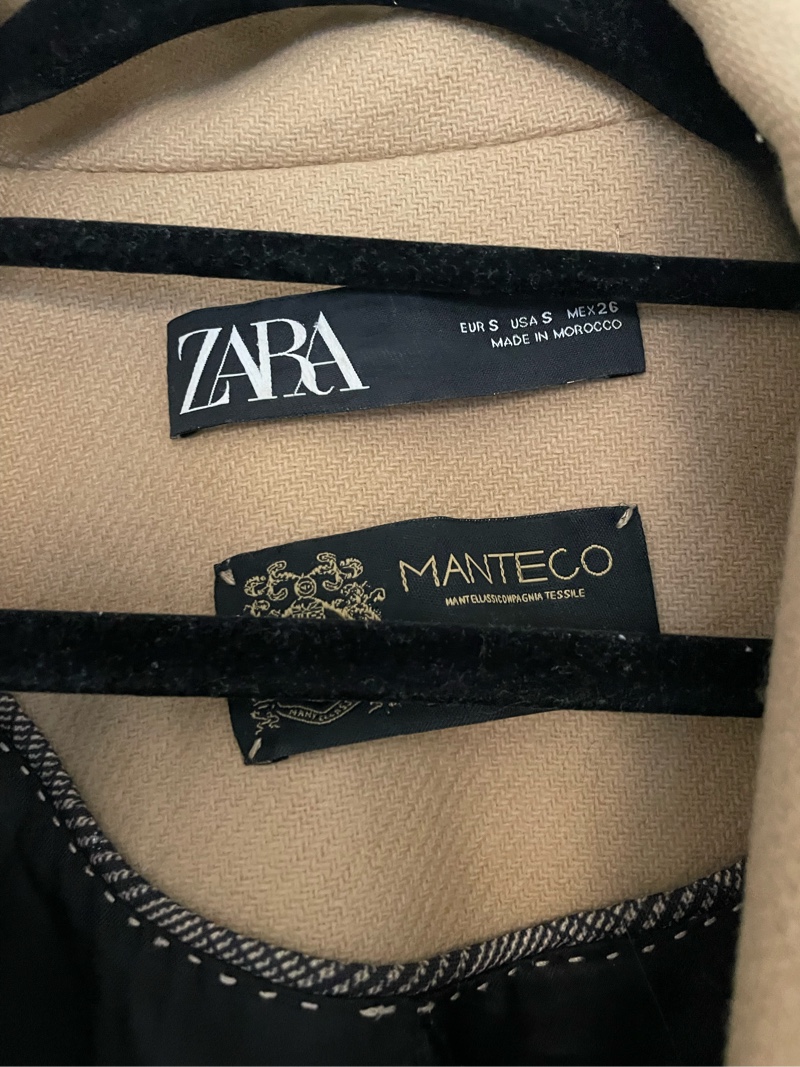 ZARA
EUR S USA S MEX 26
MADE IN MOROCCO
MANTECO
MANTELLASSICOMPAGNIA TESSILE